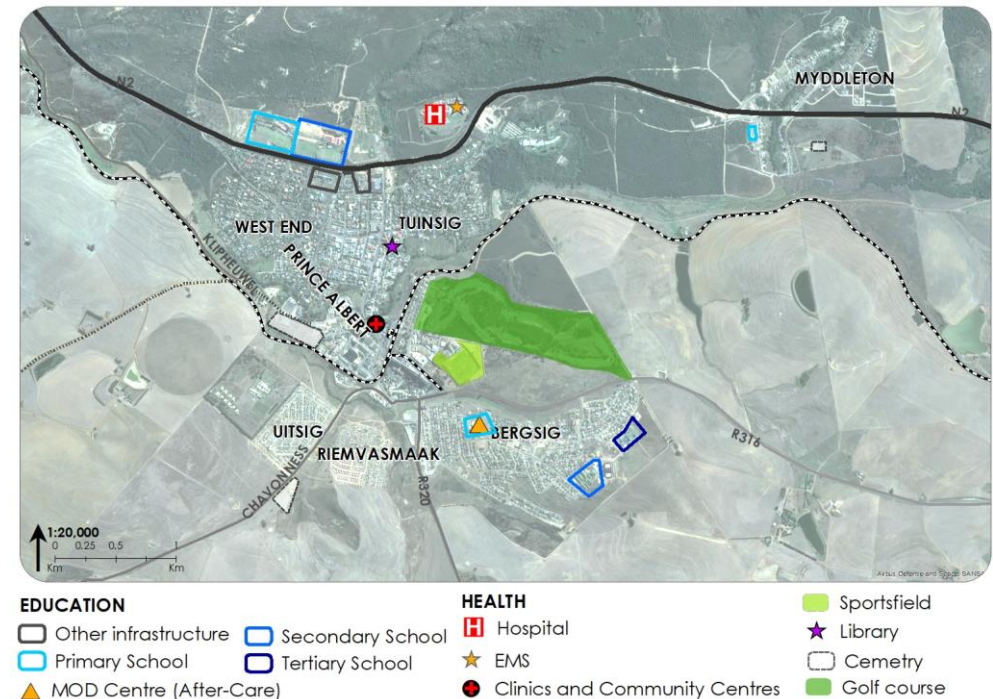 N2
MYDDLETON
N2
WEST END
TUINSIG
KLIPHEUWEL
PRINCE ALBERT
UITSIG
BERGSIG
RIEMVASMAAK
CHAVONNESS
R320
R316
1:20,000
0 0.25 0.5 1
Km Km
EDUCATION
Other infrastructure
Primary School
MOD Centre (After-Care)
Secondary School
Tertiary School
HEALTH
H Hospital
EMS
Clinics and Community Centres
Sportsfield
Library
Cemetry
Golf course
H